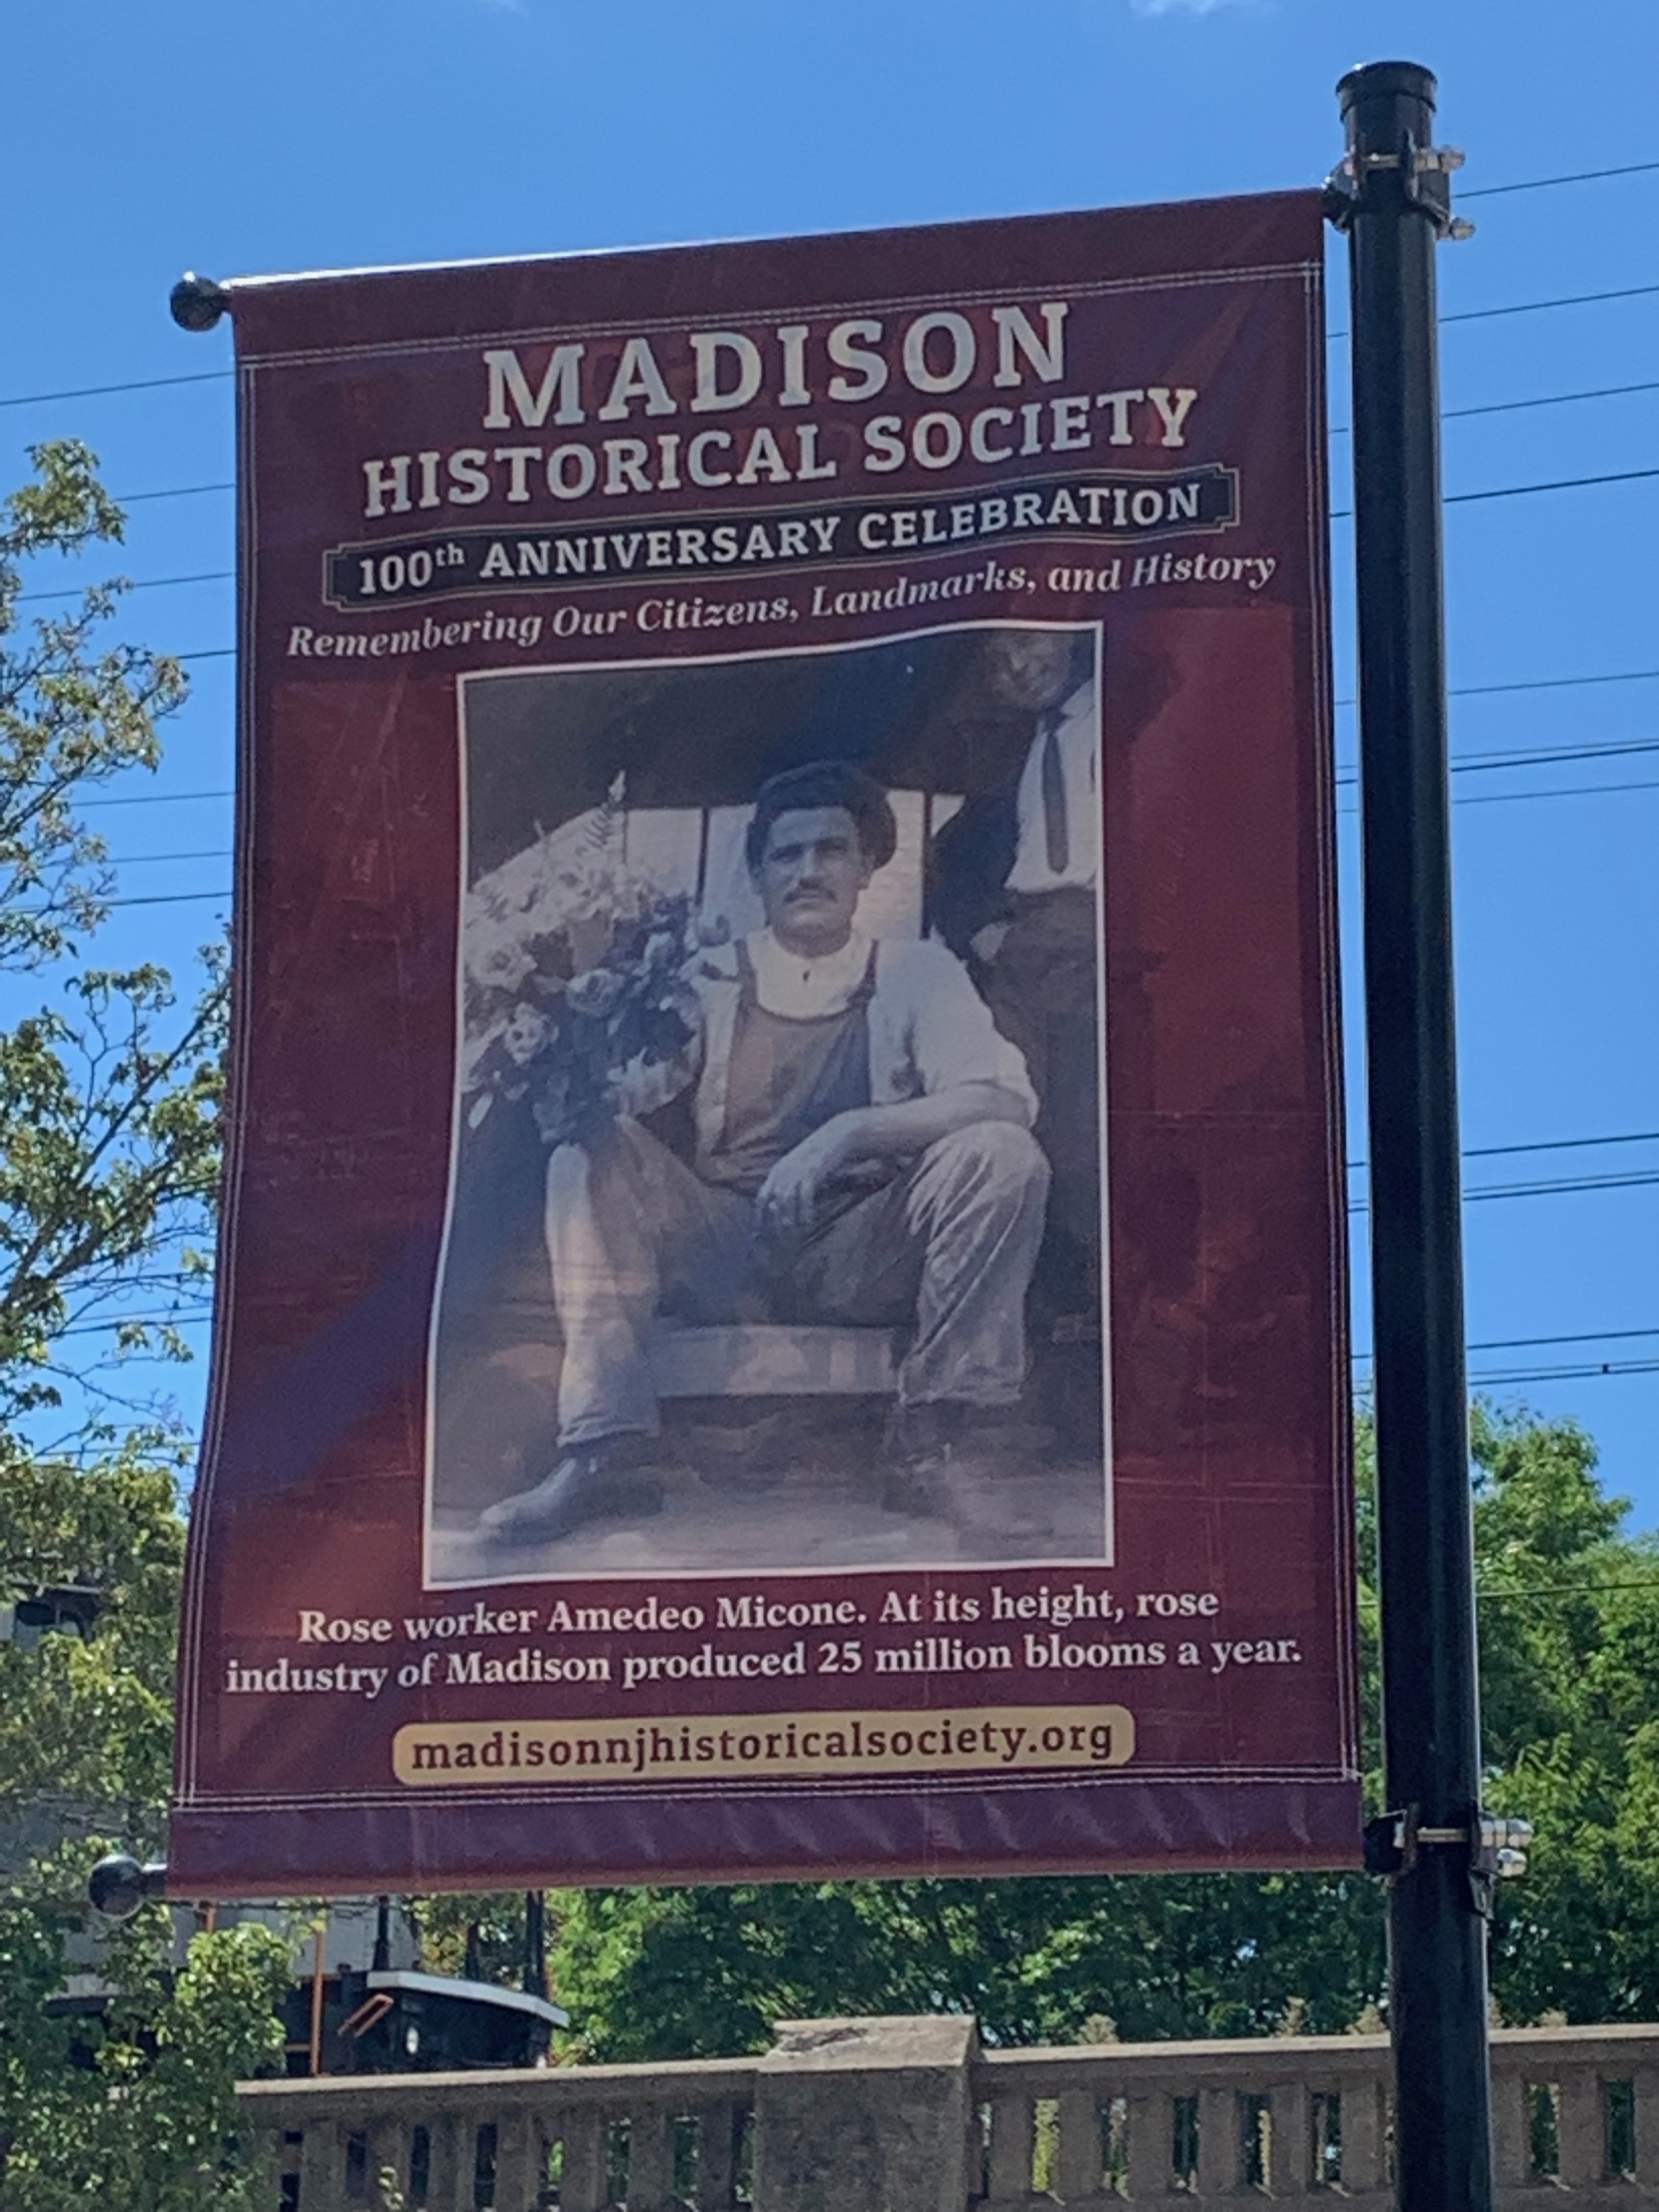 MADISON
HISTORICAL SOCIETY
100th ANNIVERSARY CELEBRATION
Remembering Our Citizens, Landmarks, and History
Rose worker Amedeo Micone. At its height, rose
industry of Madison produced 25 million blooms a year.
madisonnjhistoricalsociety.org